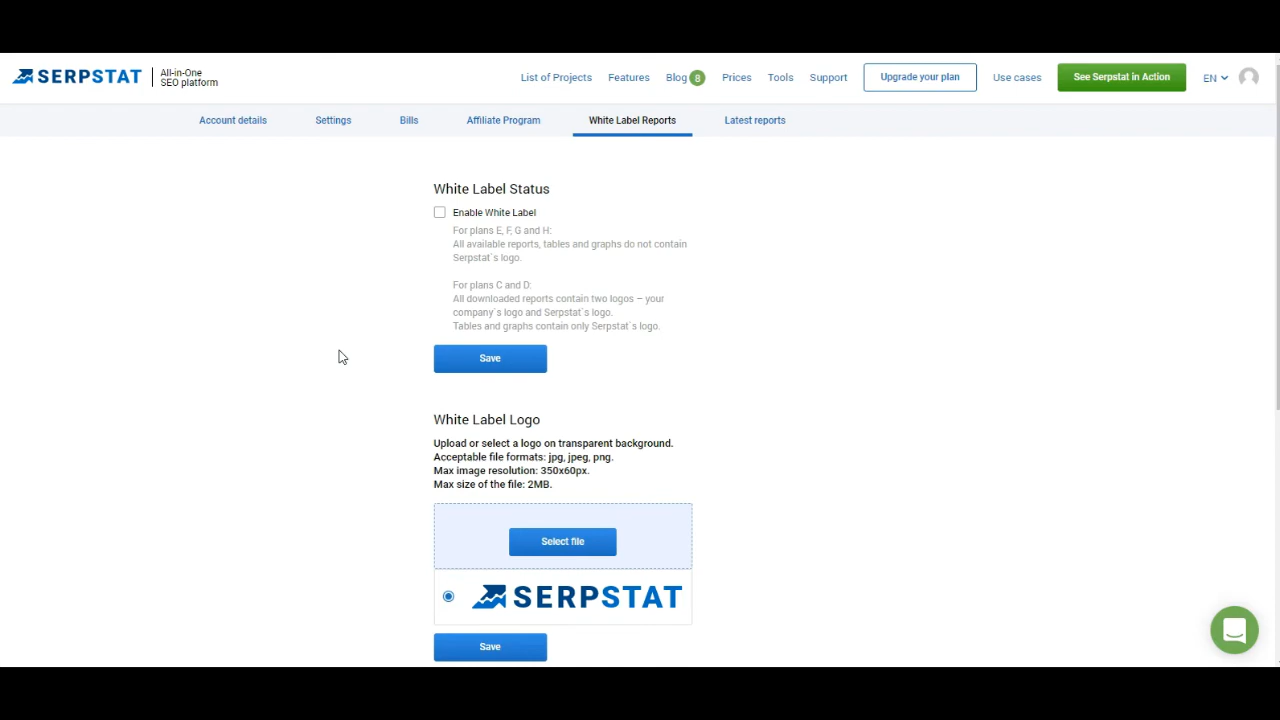 SERPSTAT
All-in-One
SEO platform
List of Projects
Features
Blog 8
Prices
Tools
Support
Upgrade your plan
Use cases
See Serpstat in Action
EN
Account details
Settings
Bills
Affiliate Program
White Label Reports
Latest reports
White Label Status
Enable White Label
For plans E, F, G and H:
All available reports, tables and graphs do not contain
Serpstat`s logo.
For plans C and D:
All downloaded reports contain two logos – your
company`s logo and Serpstat`s logo.
Tables and graphs contain only Serpstat`s logo.
Save
White Label Logo
Upload or select a logo on transparent background.
Acceptable file formats: jpg, jpeg, png.
Max image resolution: 350x60px.
Max size of the file: 2MB.
Select file
SERPSTAT
Save